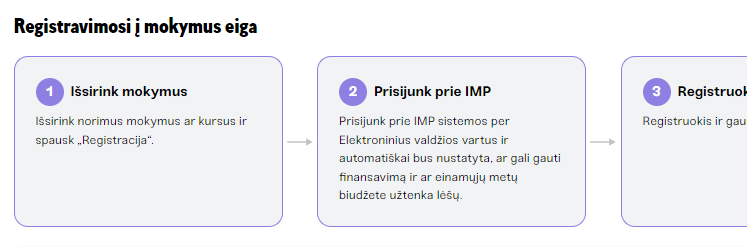 Registravimosi į mokymus eiga
1 Išsirink mokymus
Išsirink norimus mokymus ar kursus ir
spausk „Registracija“.
2 Prisijunk prie IMP
Prisijunk prie IMP sistemos per
Elektroninius valdžios vartus ir
automatiškai bus nustatyta, ar gali gauti
finansavimą ir ar einamųjų metų
biudžete užtenka lėšų.
3
Registruokis ir